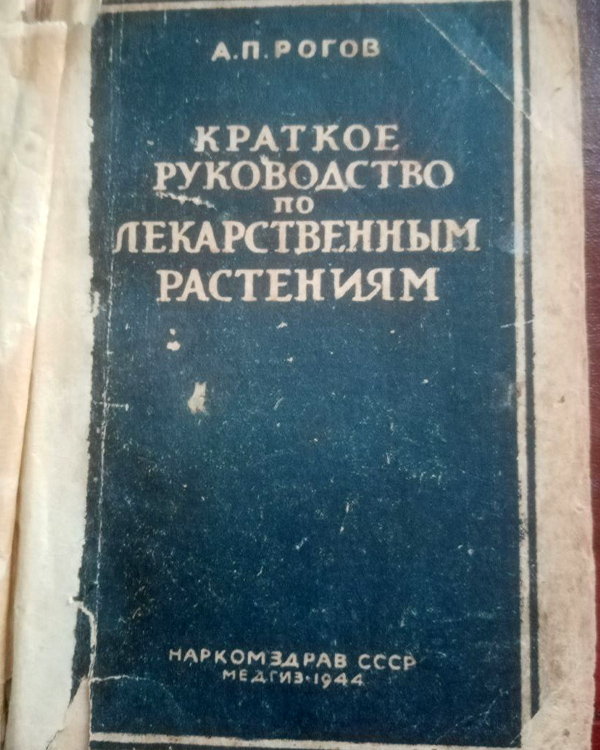 А.П. РОГОВ
КРАТКОЕ
РУКОВОДСТВО
ПО
ЛЕКАРСТВЕННЫМ
РАСТЕНИЯМ
НАРКОМЗДРАВ СССР
МЕДГИЗ·1944